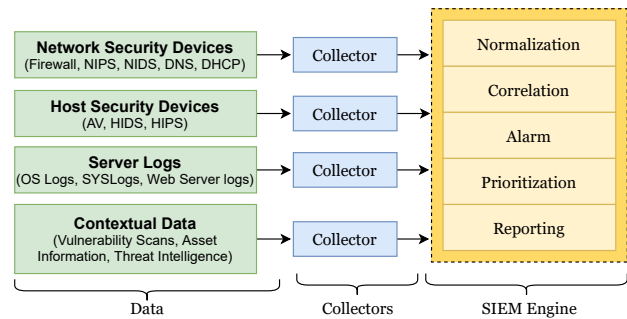 Network Security Devices
(Firewall, NIPS, NIDS, DNS, DHCP)
Collector
Host Security Devices
(AV, HIDS, HIPS)
Collector
Server Logs
(OS Logs, SYSLogs, Web Server logs)
Collector
Contextual Data
(Vulnerability Scans, Asset
Information, Threat Intelligence)
Collector
Normalization
Correlation
Alarm
Prioritization
Reporting
Data
Collectors
SIEM Engine